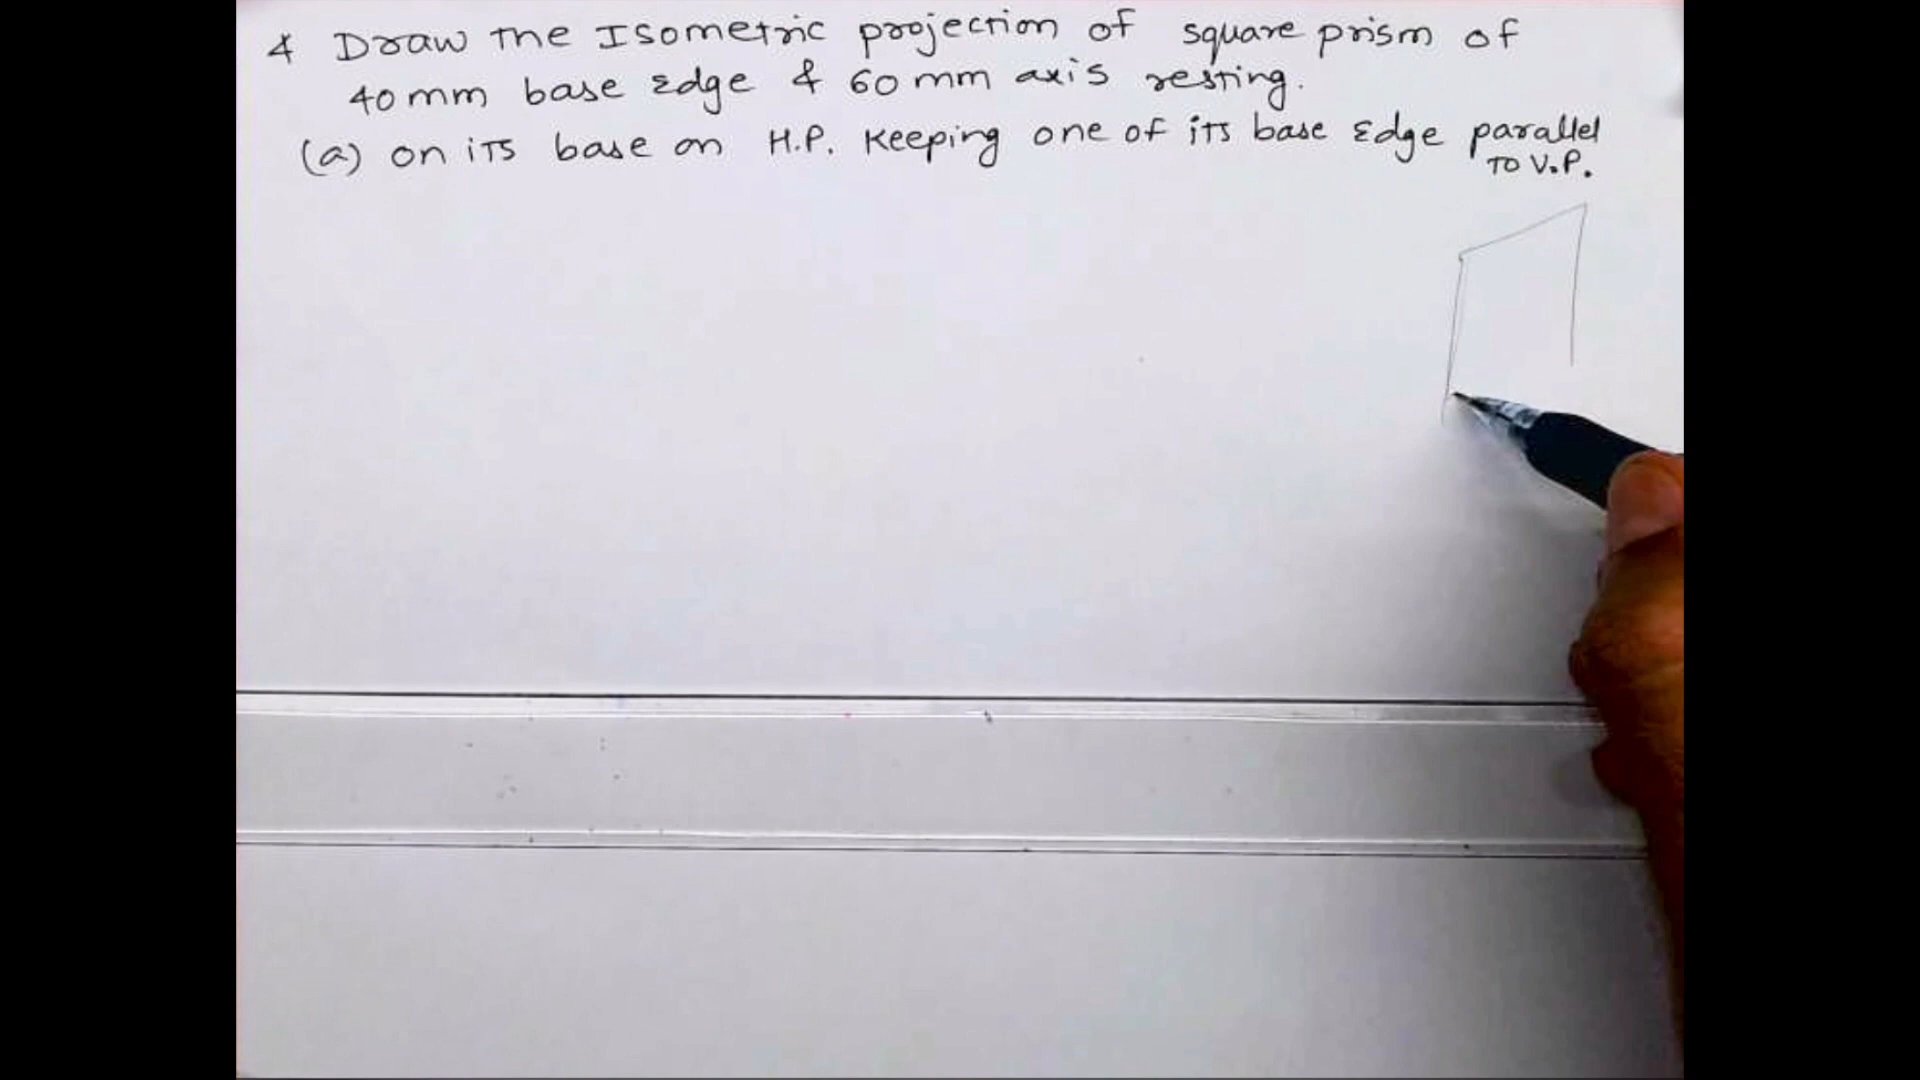 4 Draw the Isometric projection of square prism of
40 mm base Edge & 60 mm axis resting.
(a) on its base on H.P. Keeping one of its base Edge parallel
TO V.P.